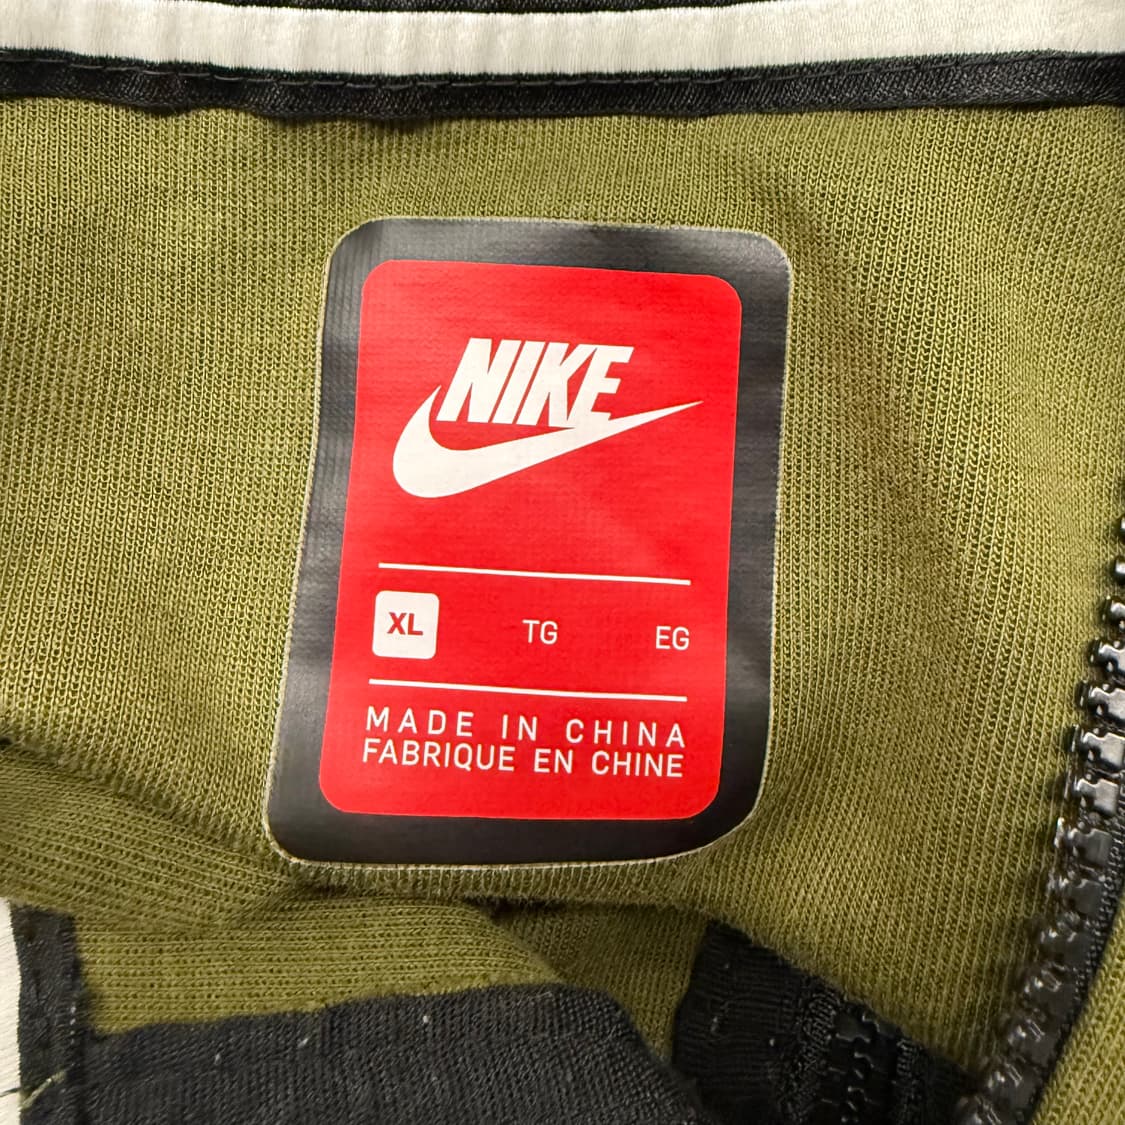 NIKE
XL TG EG
MADE IN CHINA
FABRIQUE EN CHINE